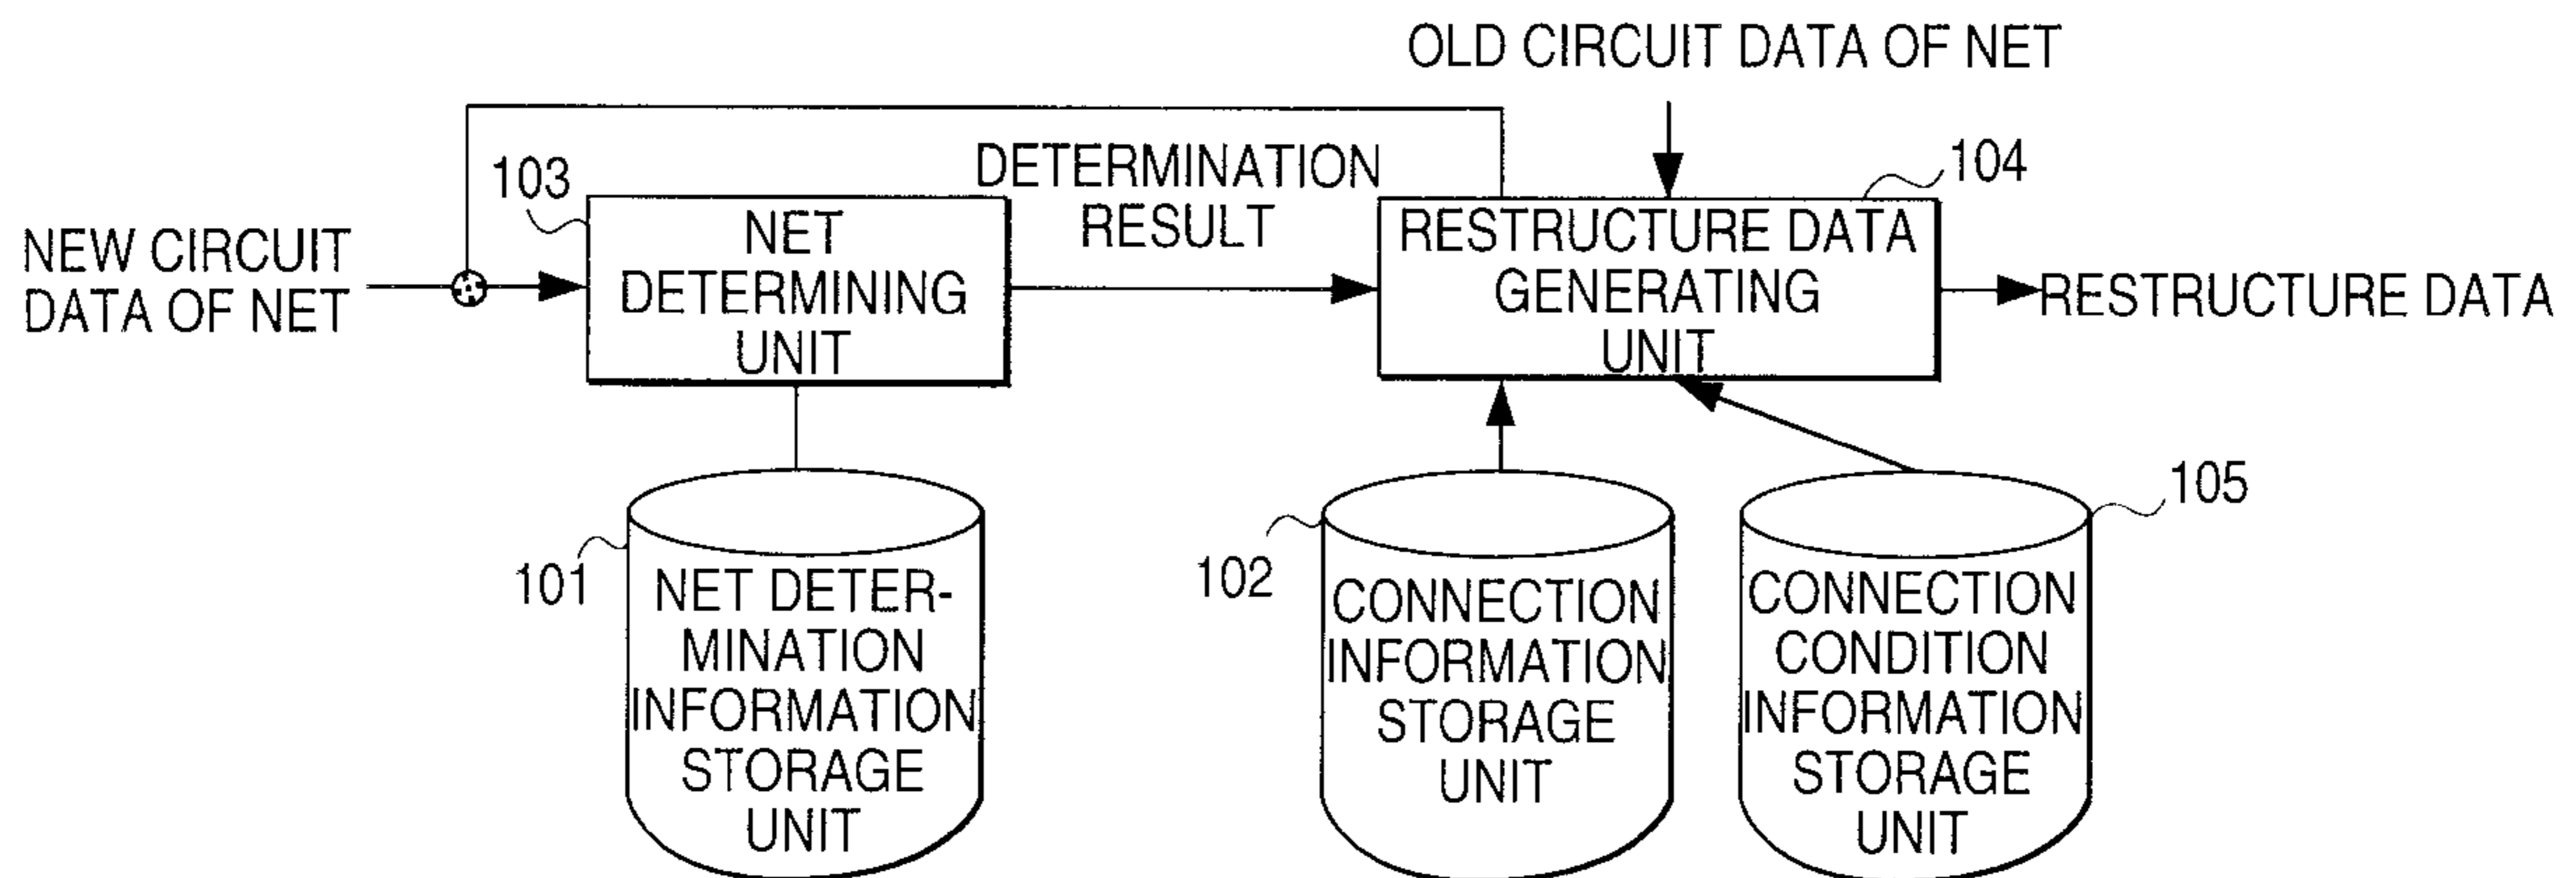 OLD CIRCUIT DATA OF NET
103
DETERMINATION
RESULT
104
NEW CIRCUIT
DATA OF NET
NET
DETERMINING
UNIT
RESTRUCTURE DATA
GENERATING
UNIT
RESTRUCTURE DATA
101
NET DETER-
MINATION
INFORMATION
STORAGE
UNIT
102
CONNECTION
INFORMATION
STORAGE
UNIT
105
CONNECTION
CONDITION
INFORMATION
STORAGE
UNIT